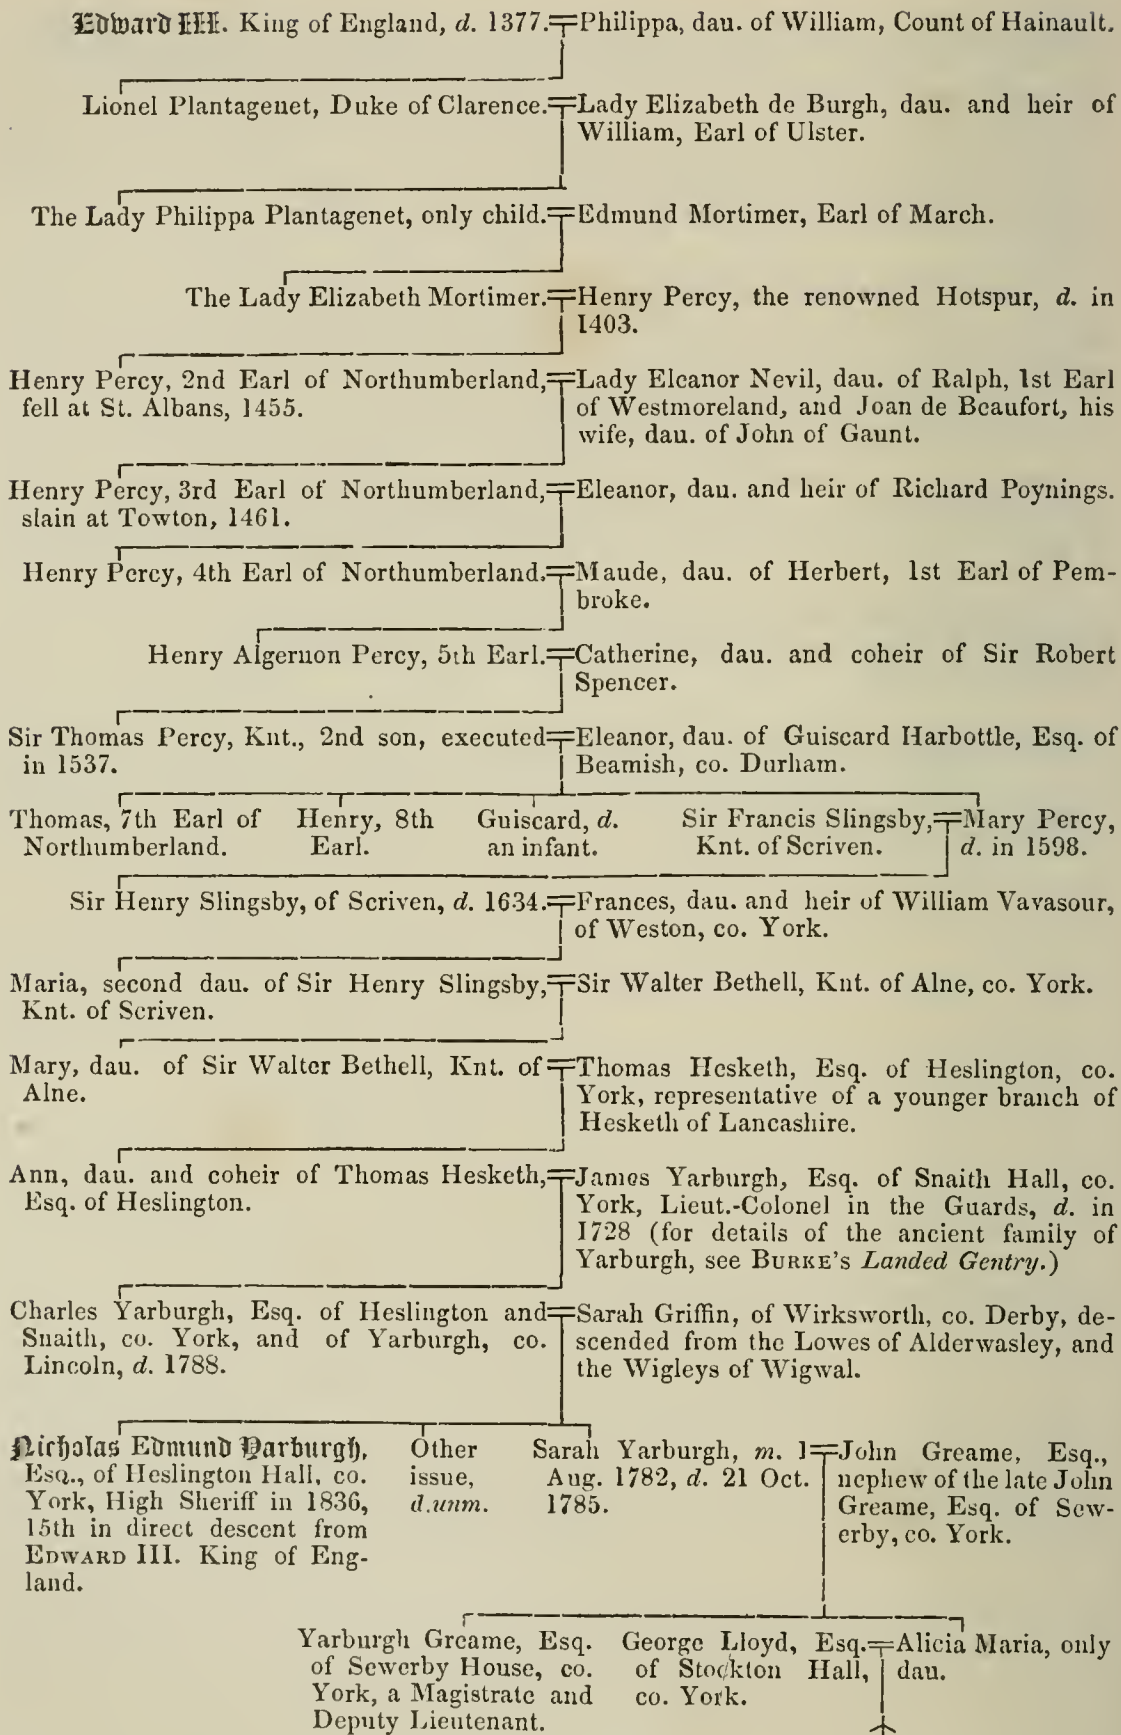 Edward III. King of England, d. 1377. = Philippa, dau. of William, Count of Hainault.
Lionel Plantagenet, Duke of Clarence. = Lady Elizabeth de Burgh, dau. and heir of
William, Earl of Ulster.
The Lady Philippa Plantagenet, only child. = Edmund Mortimer, Earl of March.
The Lady Elizabeth Mortimer. = Henry Percy, the renowned Hotspur, d. in
1403.
Henry Percy, 2nd Earl of Northumberland,
fell at St. Albans, 1455.
= Lady Eleanor Nevil, dau. of Ralph, 1st Earl
of Westmoreland, and Joan de Beaufort, his
wife, dau. of John of Gaunt.
Henry Percy, 3rd Earl of Northumberland,
slain at Towton, 1461.
= Eleanor, dau. and heir of Richard Poynings.
Henry Percy, 4th Earl of Northumberland. = Maude, dau. of Herbert, 1st Earl of Pem-
broke.
Henry Algernon Percy, 5th Earl. = Catherine, dau. and coheir of Sir Robert
Spencer.
Sir Thomas Percy, Knt., 2nd son, executed
in 1537.
= Eleanor, dau. of Guiscard Harbottle, Esq. of
Beamish, co. Durham.
Thomas, 7th Earl of
Northumberland.
Henry, 8th
Earl.
Guiscard, d.
an infant.
Sir Francis Slingsby,
Knt. of Scriven.
= Mary Percy,
d. in 1598.
Sir Henry Slingsby, of Scriven, d. 1634. = Frances, dau. and heir of William Vavasour,
of Weston, co. York.
Maria, second dau. of Sir Henry Slingsby,
Knt. of Scriven.
= Sir Walter Bethell, Knt. of Alne, co. York.
Mary, dau. of Sir Walter Bethell, Knt. of
Alne.
= Thomas Hesketh, Esq. of Heslington, co.
York, representative of a younger branch of
Hesketh of Lancashire.
Ann, dau. and coheir of Thomas Hesketh,
Esq. of Heslington.
= James Yarburgh, Esq. of Snaith Hall, co.
York, Lieut.-Colonel in the Guards, d. in
1728 (for details of the ancient family of
Yarburgh, see BURKE's Landed Gentry.)
Charles Yarburgh, Esq. of Heslington and
Snaith, co. York, and of Yarburgh, co.
Lincoln, d. 1788.
= Sarah Griffin, of Wirksworth, co. Derby, de-
scended from the Lowes of Alderwasley, and
the Wigleys of Wigwal.
Nicholas Edmund Yarburgh,
Esq., of Heslington Hall, co.
York, High Sheriff in 1836,
15th in direct descent from
EDWARD III. King of Eng-
land.
Other
issue,
d.unm.
Sarah Yarburgh, m. 1
Aug. 1782, d. 21 Oct.
1785.
= John Greame, Esq.,
nephew of the late John
Greame, Esq. of Sew-
erby, co. York.
Yarburgh Greame, Esq.
of Sewerby House, co.
York, a Magistrate and
Deputy Lieutenant.
George Lloyd, Esq.
of Stockton Hall,
co. York.
= Alicia Maria, only
dau.